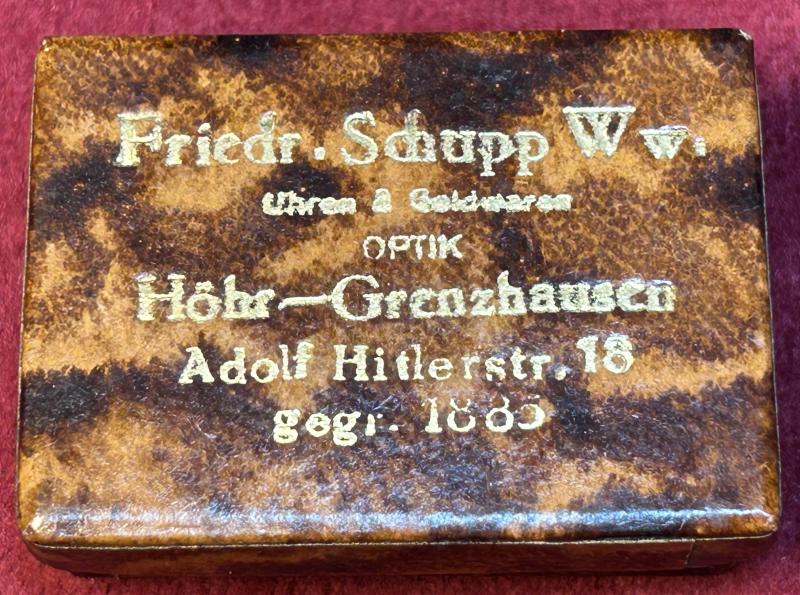 Friedr. Schupp Ww.
Uhren & Goldwaren
OPTIK
Höhr-Grenzhausen
Adolf Hitlerstr. 18
gegr. 1885